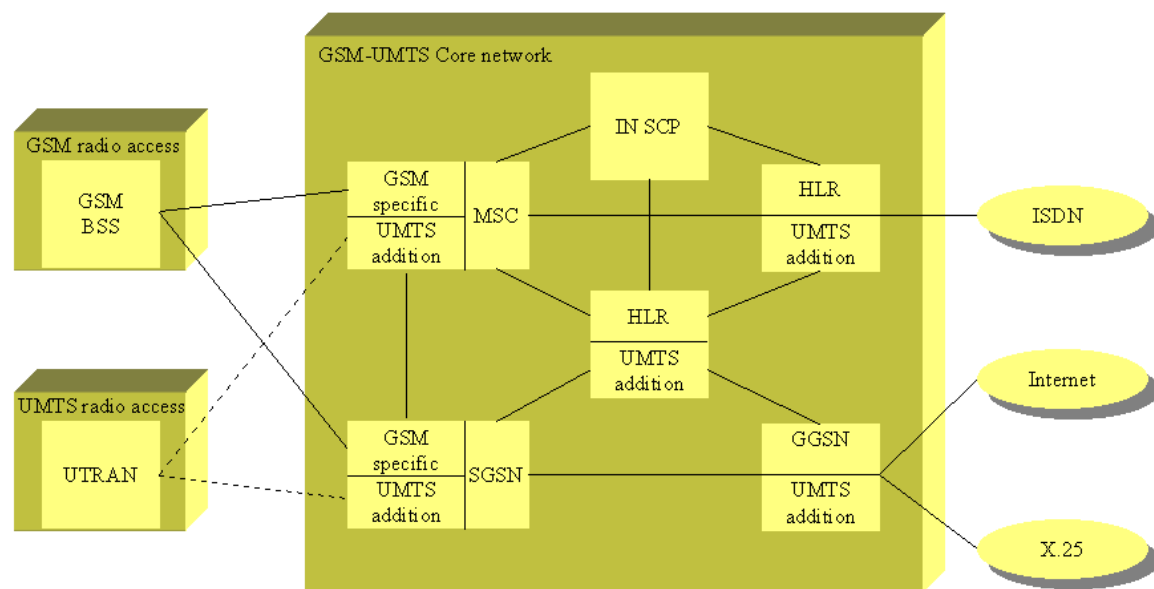 GSM-UMTS Core network
GSM radio access
GSM
BSS
UMTS radio access
UTRAN
GSM
specific
UMTS
addition
MSC
IN SCP
HLR
UMTS
addition
HLR
UMTS
addition
GSM
specific
UMTS
addition
SGSN
GGSN
UMTS
addition
ISDN
Internet
X.25